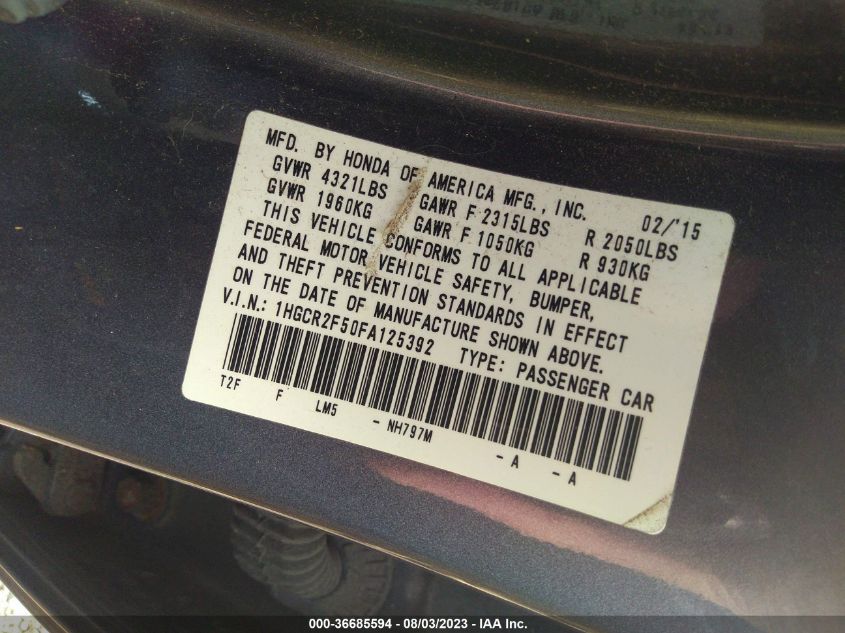 MFD. BY HONDA OF AMERICA MFG., INC. 02/'15
GVWR 4321LBS GAWR F 2315LBS R 2050LBS
GVWR 1960KG GAWR F 1050KG R 930KG
THIS VEHICLE CONFORMS TO ALL APPLICABLE
FEDERAL MOTOR VEHICLE SAFETY, BUMPER,
AND THEFT PREVENTION STANDARDS IN EFFECT
ON THE DATE OF MANUFACTURE SHOWN ABOVE.
V.I.N.: 1HGCR2F50FA125392 TYPE: PASSENGER CAR
T2F F LM5 - NH797M - A - A
000-36685594 — 08/03/2023 — IAA Inc.